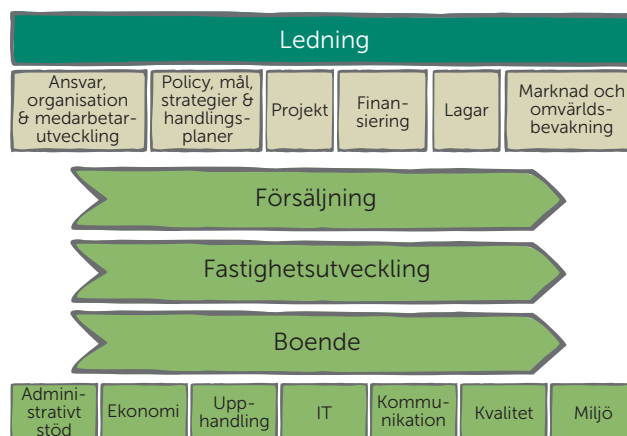 Ledning
Ansvar,
organisation
& medarbetar-
utveckling
Policy, mål,
strategier &
handlings-
planer
Projekt
Finan-
siering
Lagar
Marknad och
omvärlds-
bevakning
Försäljning
Fastighetsutveckling
Boende
Admini-
strativt
stöd
Ekonomi
Upp-
handling
IT
Kommu-
nikation
Kvalitet
Miljö